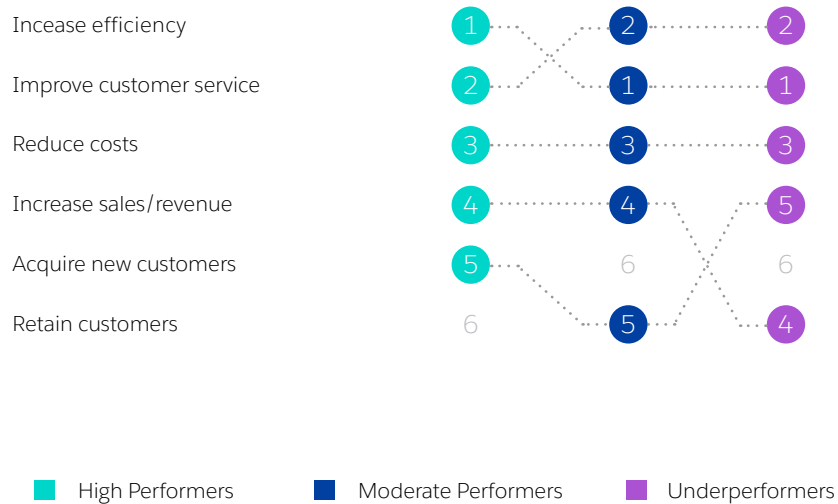 Incease efficiency 1 2 2
Improve customer service 2 1 1
Reduce costs 3 3 3
Increase sales/revenue 4 4 5
Acquire new customers 5 6 6
Retain customers 6 5 4
High Performers Moderate Performers Underperformers